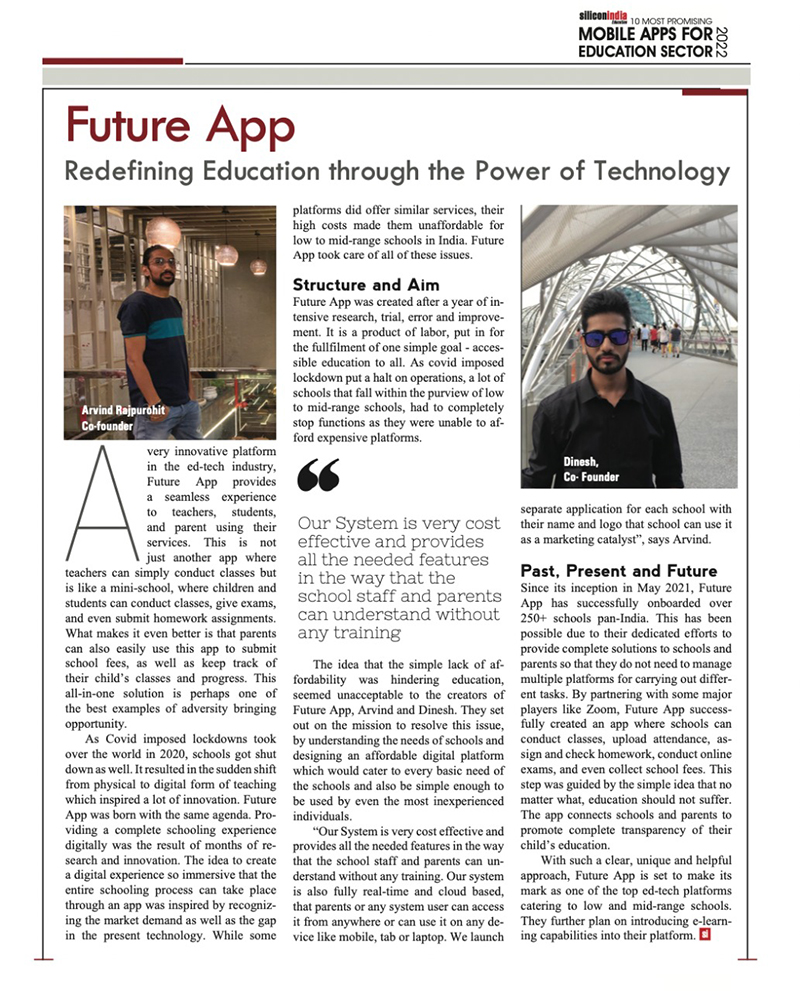 siliconindia
Education
10 MOST PROMISING
MOBILE APPS FOR
EDUCATION SECTOR
2022
Future App
Redefining Education through the Power of Technology
Arvind Rajpurohit
Co-founder
A very innovative platform
in the ed-tech industry,
Future App provides
a seamless experience
to teachers, students,
and parent using their
services. This is not
just another app where
teachers can simply conduct classes but
is like a mini-school, where children and
students can conduct classes, give exams,
and even submit homework assignments.
What makes it even better is that parents
can also easily use this app to submit
school fees, as well as keep track of
their child's classes and progress. This
all-in-one solution is perhaps one of
the best examples of adversity bringing
opportunity.
As Covid imposed lockdowns took
over the world in 2020, schools got shut
down as well. It resulted in the sudden shift
from physical to digital form of teaching
which inspired a lot of innovation. Future
App was born with the same agenda. Pro-
viding a complete schooling experience
digitally was the result of months of re-
search and innovation. The idea to create
a digital experience so immersive that the
entire schooling process can take place
through an app was inspired by recogniz-
ing the market demand as well as the gap
in the present technology. While some
platforms did offer similar services, their
high costs made them unaffordable for
low to mid-range schools in India. Future
App took care of all of these issues.
Structure and Aim
Future App was created after a year of in-
tensive research, trial, error and improve-
ment. It is a product of labor, put in for
the fullfilment of one simple goal - acces-
sible education to all. As covid imposed
lockdown put a halt on operations, a lot of
schools that fall within the purview of low
to mid-range schools, had to completely
stop functions as they were unable to af-
ford expensive platforms.
“
Our System is very cost
effective and provides
all the needed features
in the way that the
school staff and parents
can understand without
any training
The idea that the simple lack of af-
fordability was hindering education,
seemed unacceptable to the creators of
Future App, Arvind and Dinesh. They set
out on the mission to resolve this issue,
by understanding the needs of schools and
designing an affordable digital platform
which would cater to every basic need of
the schools and also be simple enough to
be used by even the most inexperienced
individuals.
“Our System is very cost effective and
provides all the needed features in the way
that the school staff and parents can un-
derstand without any training. Our system
is also fully real-time and cloud based,
that parents or any system user can access
it from anywhere or can use it on any de-
vice like mobile, tab or laptop. We launch
Dinesh,
Co- Founder
separate application for each school with
their name and logo that school can use it
as a marketing catalyst”, says Arvind.
Past, Present and Future
Since its inception in May 2021, Future
App has successfully onboarded over
250+ schools pan-India. This has been
possible due to their dedicated efforts to
provide complete solutions to schools and
parents so that they do not need to manage
multiple platforms for carrying out differ-
ent tasks. By partnering with some major
players like Zoom, Future App success-
fully created an app where schools can
conduct classes, upload attendance, as-
sign and check homework, conduct online
exams, and even collect school fees. This
step was guided by the simple idea that no
matter what, education should not suffer.
The app connects schools and parents to
promote complete transparency of their
child's education.
With such a clear, unique and helpful
approach, Future App is set to make its
mark as one of the top ed-tech platforms
catering to low and mid-range schools.
They further plan on introducing e-learn-
ing capabilities into their platform. si